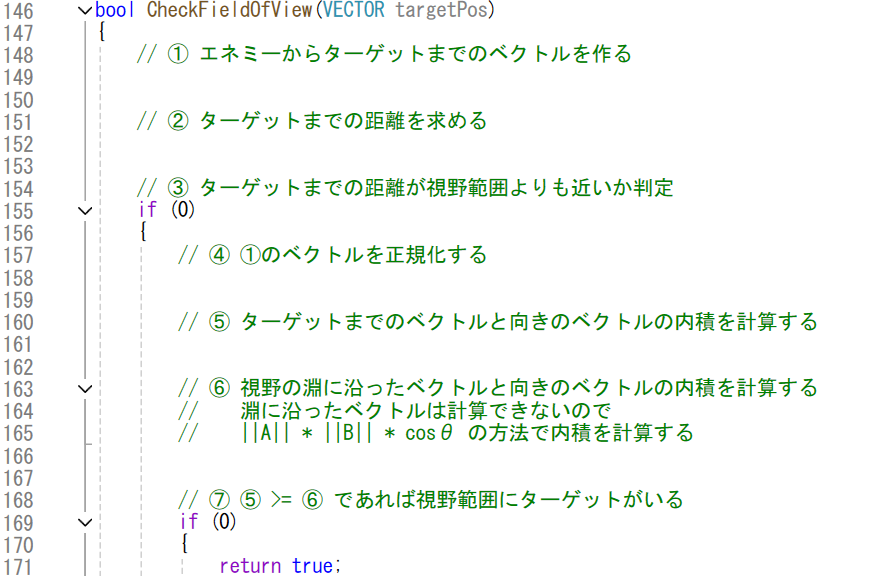 146 bool CheckFieldOfView(VECTOR targetPos)
147 {
148 // ① エネミーからターゲットまでのベクトルを作る
149
150
151 // ② ターゲットまでの距離を求める
152
153
154 // ③ ターゲットまでの距離が視野範囲よりも近いか判定
155 if (0)
156 {
157 // ④ ①のベクトルを正規化する
158
159
160 // ⑤ ターゲットまでのベクトルと向きのベクトルの内積を計算する
161
162
163 // ⑥ 視野の淵に沿ったベクトルと向きのベクトルの内積を計算する
164 // 淵に沿ったベクトルは計算できないので
165 // ||A|| * ||B|| * cosθ の方法で内積を計算する
166
167
168 // ⑦ ⑤ >= ⑥ であれば視野範囲にターゲットがいる
169 if (0)
170 {
171 return true;